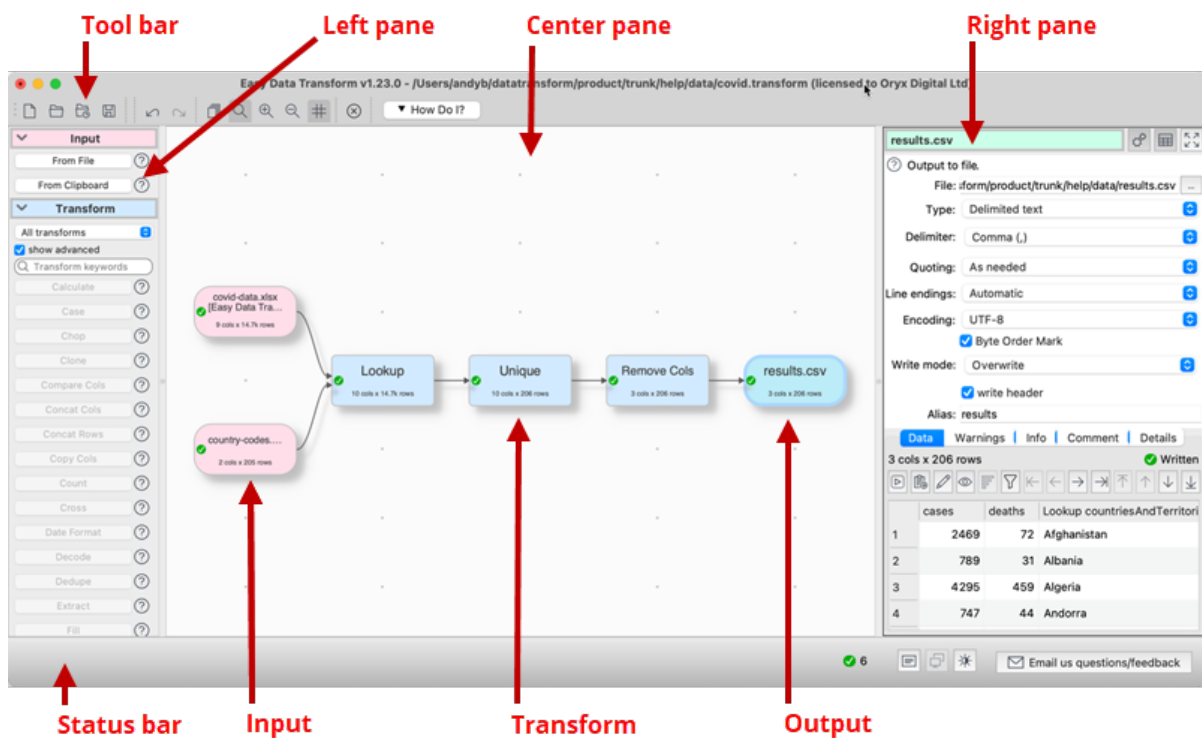 Tool bar
Left pane
Center pane
Right pane
Easy Data Transform v1.23.0 - /Users/andyb/datatransform/product/trunk/help/data/covid.transform (licensed to Oryx Digital Ltd)
▼ How Do I?
Input
From File
From Clipboard
Transform
All transforms
show advanced
Transform keywords
Calculate
Case
Chop
Clone
Compare Cols
Concat Cols
Concat Rows
Copy Cols
Count
Cross
Date Format
Decode
Dedupe
Extract
Fill
covid-data.xlsx
[Easy Data Tra...
9 cols x 14.7k rows
country-codes....
2 cols x 205 rows
Lookup
10 cols x 14.7k rows
Unique
10 cols x 206 rows
Remove Cols
3 cols x 206 rows
results.csv
3 cols x 206 rows
results.csv
Output to file.
File: sform/product/trunk/help/data/results.csv ...
Type: Delimited text
Delimiter: Comma (,)
Quoting: As needed
Line endings: Automatic
Encoding: UTF-8
Byte Order Mark
Write mode: Overwrite
write header
Alias: results
Data Warnings Info Comment Details
3 cols x 206 rows Written
cases deaths Lookup countriesAndTerritori
1 2469 72 Afghanistan
2 789 31 Albania
3 4295 459 Algeria
4 747 44 Andorra
6
Email us questions/feedback
Status bar
Input
Transform
Output